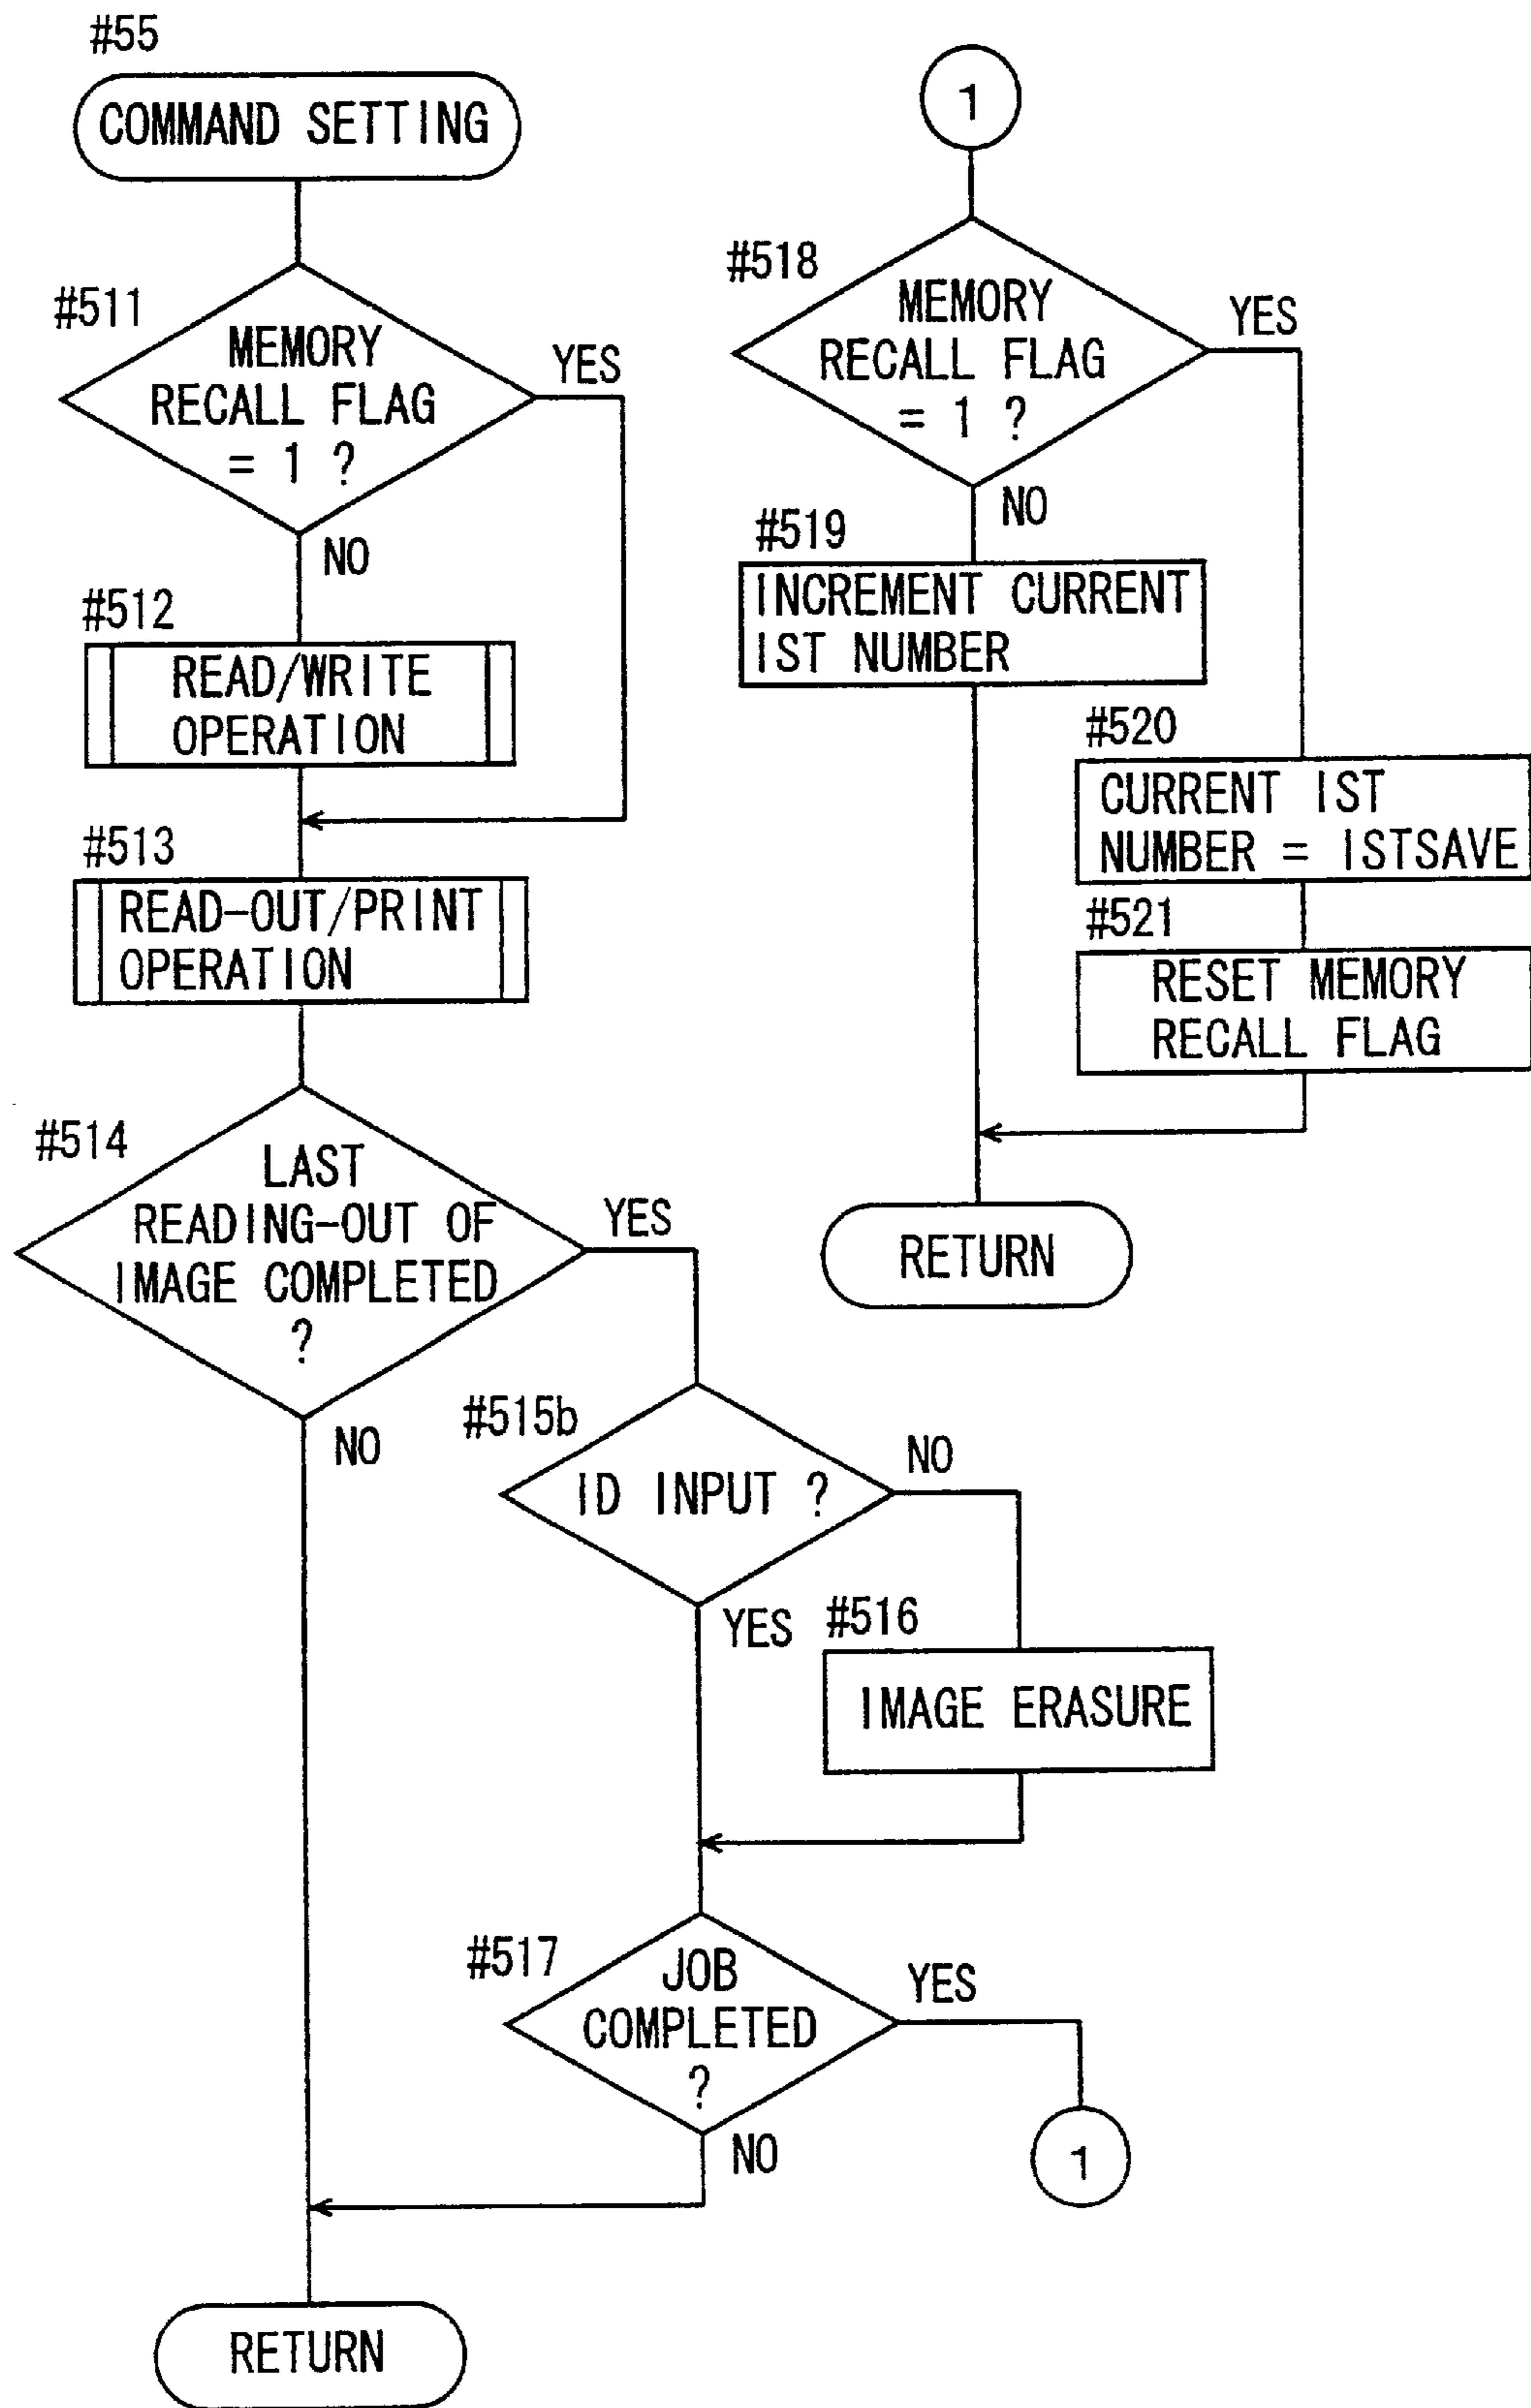 #55
COMMAND SETTING
#511
MEMORY
RECALL FLAG
= 1 ?
YES
NO
#512
READ/WRITE
OPERATION
#513
READ-OUT/PRINT
OPERATION
#514
LAST
READING-OUT OF
IMAGE COMPLETED
?
YES
NO
#515b
ID INPUT ?
NO
YES
#516
IMAGE ERASURE
#517
JOB
COMPLETED
?
YES
NO
1
RETURN
1
#518
MEMORY
RECALL FLAG
= 1 ?
YES
NO
#519
INCREMENT CURRENT
IST NUMBER
#520
CURRENT IST
NUMBER = ISTSAVE
#521
RESET MEMORY
RECALL FLAG
RETURN